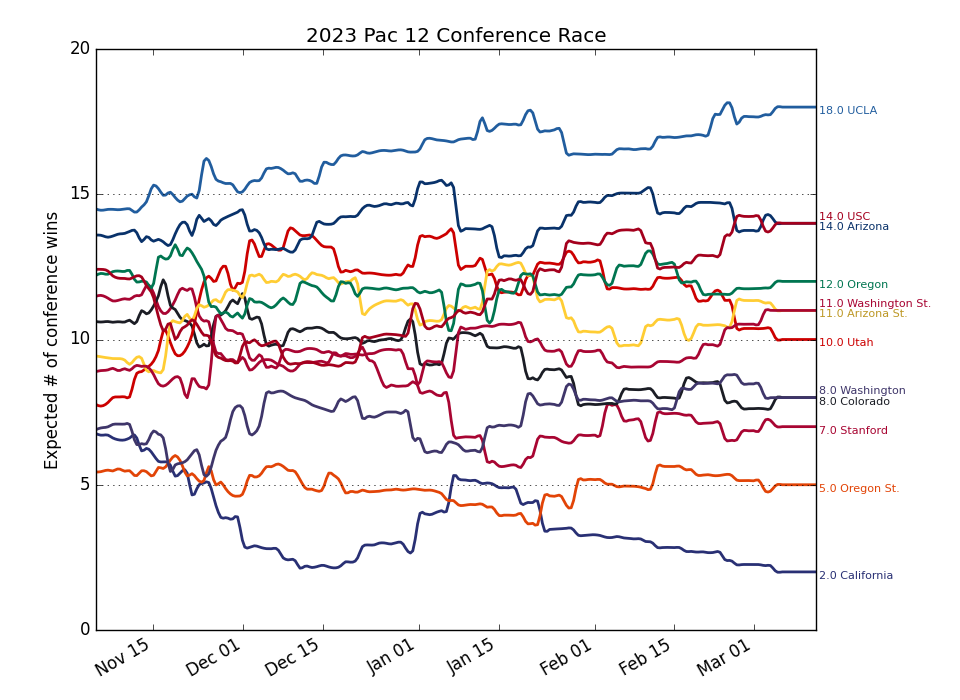 2023 Pac 12 Conference Race
Expected # of conference wins
20
15
10
5
0
Nov 15
Dec 01
Dec 15
Jan 01
Jan 15
Feb 01
Feb 15
Mar 01
18.0 UCLA
14.0 USC
14.0 Arizona
12.0 Oregon
11.0 Washington St.
11.0 Arizona St.
10.0 Utah
8.0 Washington
8.0 Colorado
7.0 Stanford
5.0 Oregon St.
2.0 California